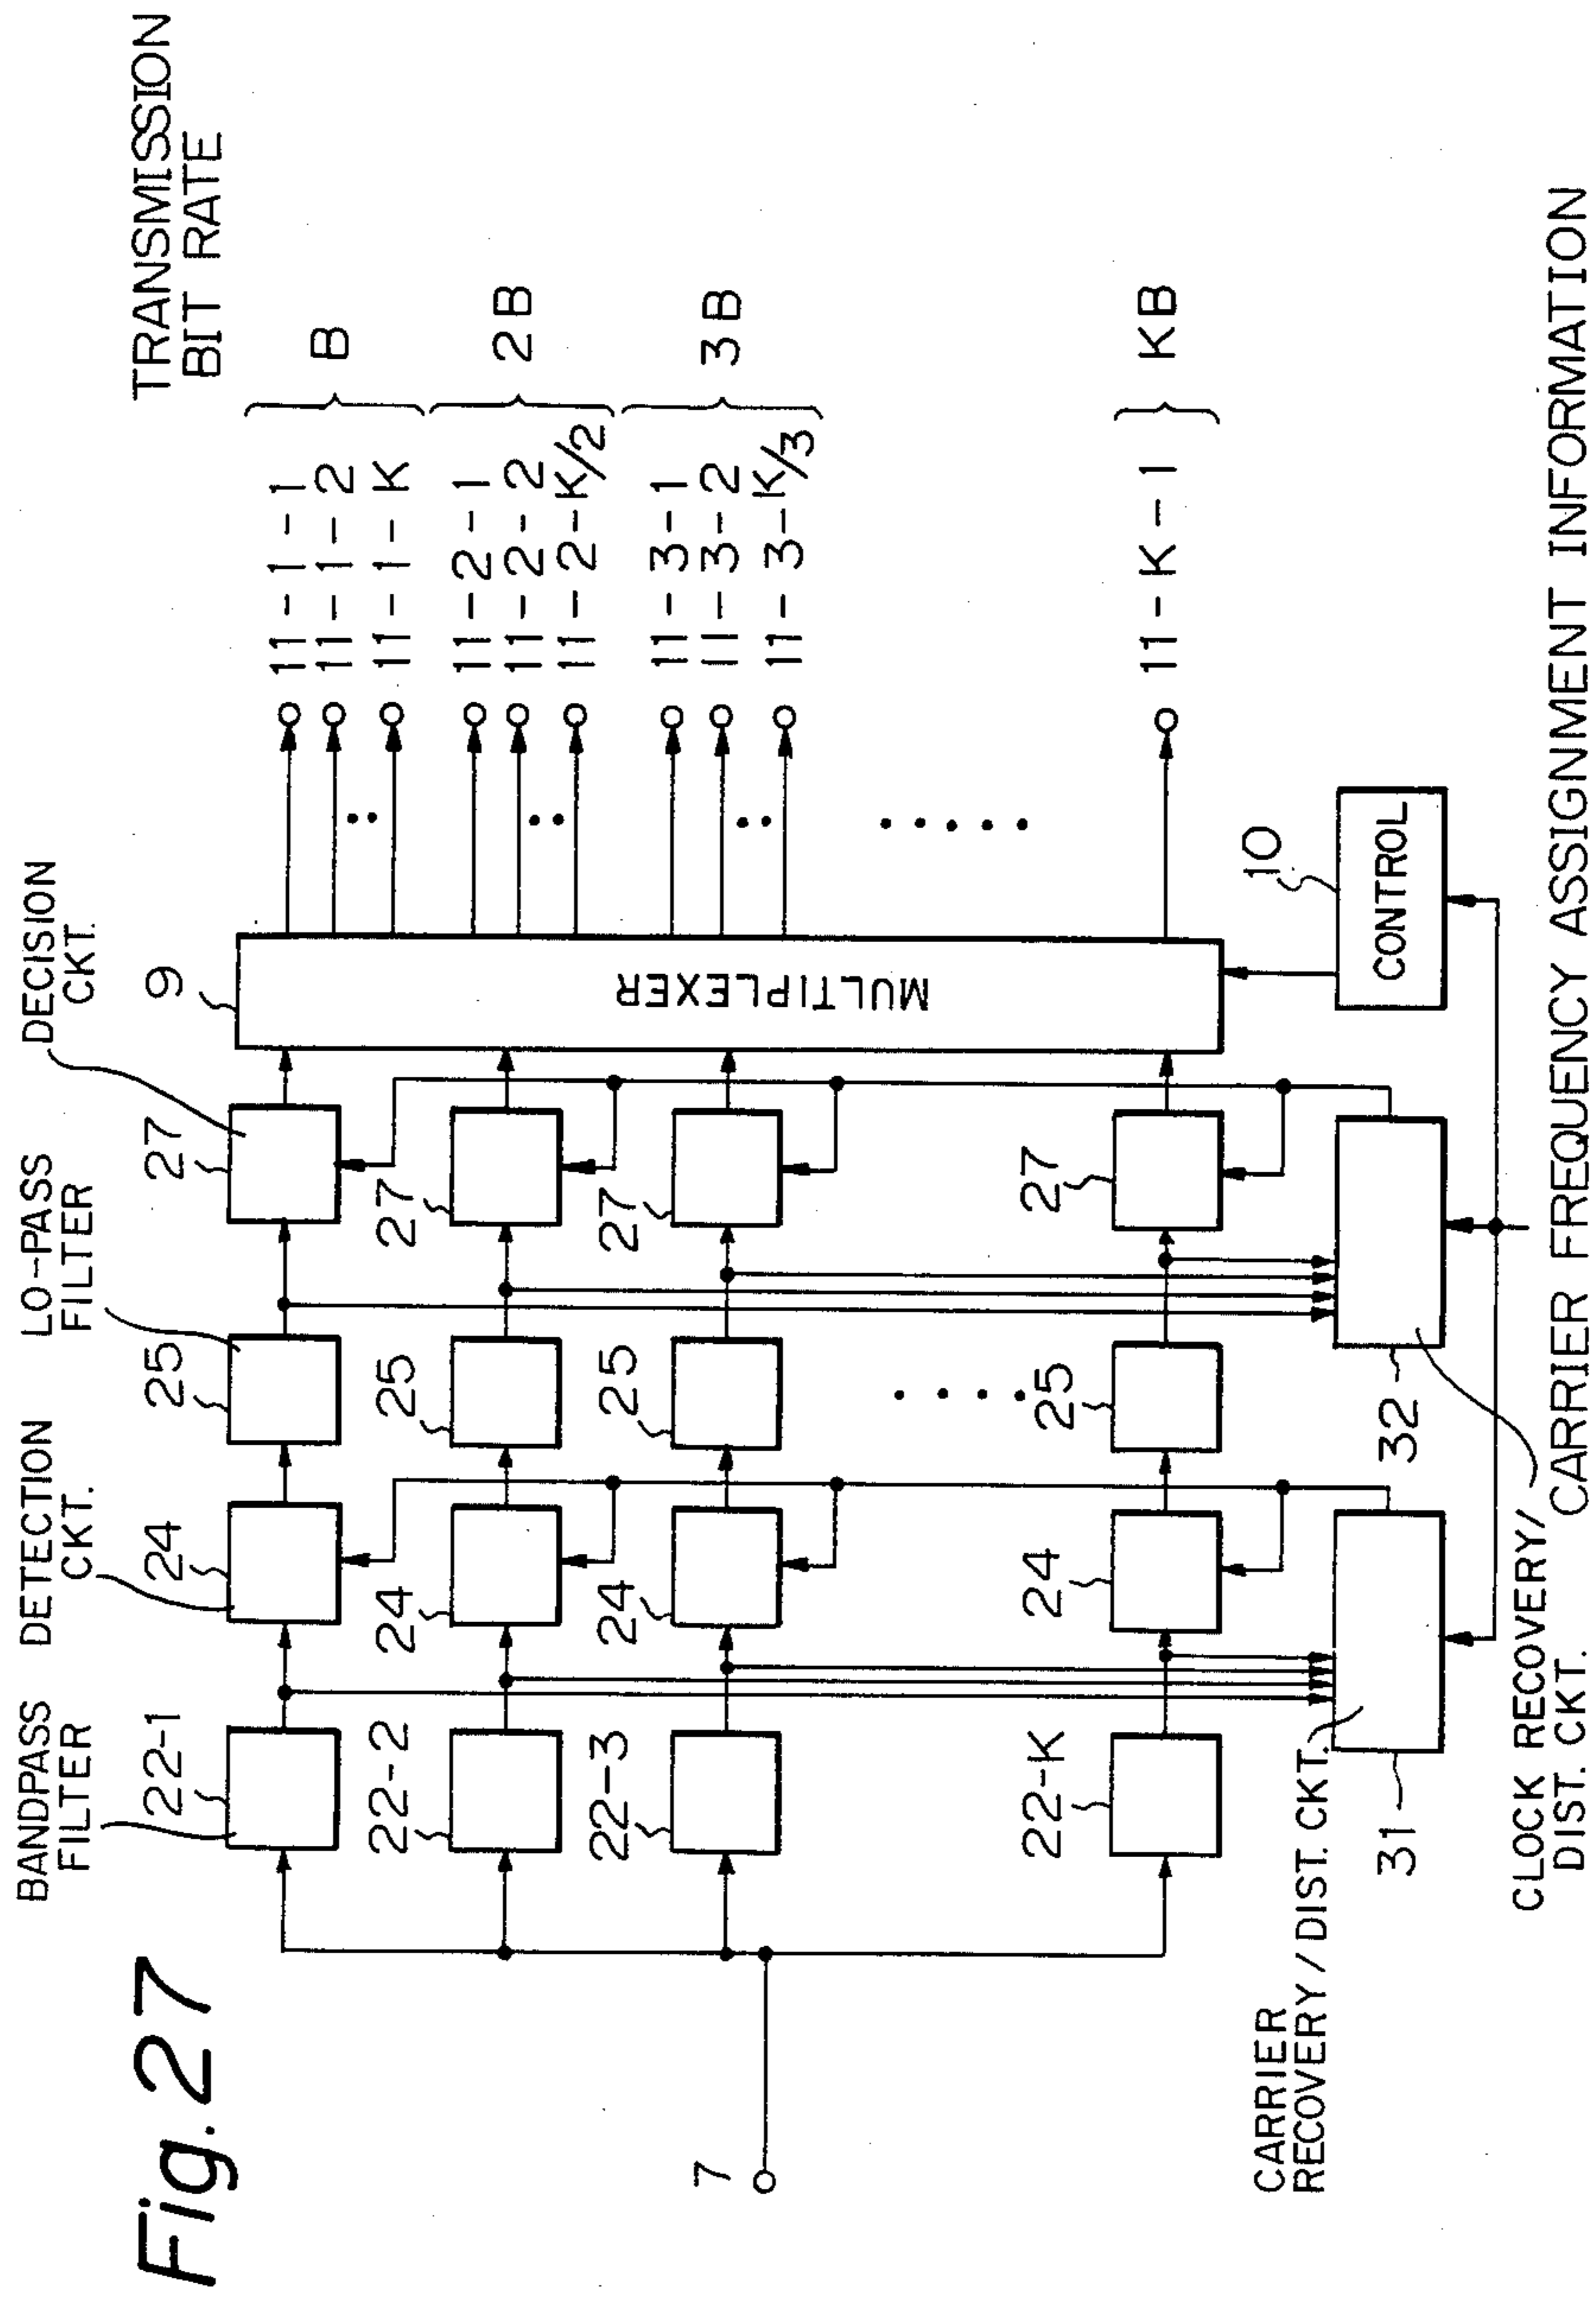 Fig. 27
TRANSMISSION
BIT RATE
BANDPASS
FILTER
DETECTION
CKT.
LO-PASS
FILTER
DECISION
CKT.
22-1
24
25
27
9
11-1-1
11-1-2
11-1-K
B
22-2
24
25
27
11-2-1
11-2-2
11-2-K/2
2B
22-3
24
25
27
MULTIPLEXER
11-3-1
11-3-2
11-3-K/3
3B
7
22-K
24
25
27
11-K-1
KB
CARRIER
RECOVERY/DIST. CKT.
31
32
10
CONTROL
CLOCK RECOVERY/
DIST. CKT.
CARRIER FREQUENCY ASSIGNMENT INFORMATION